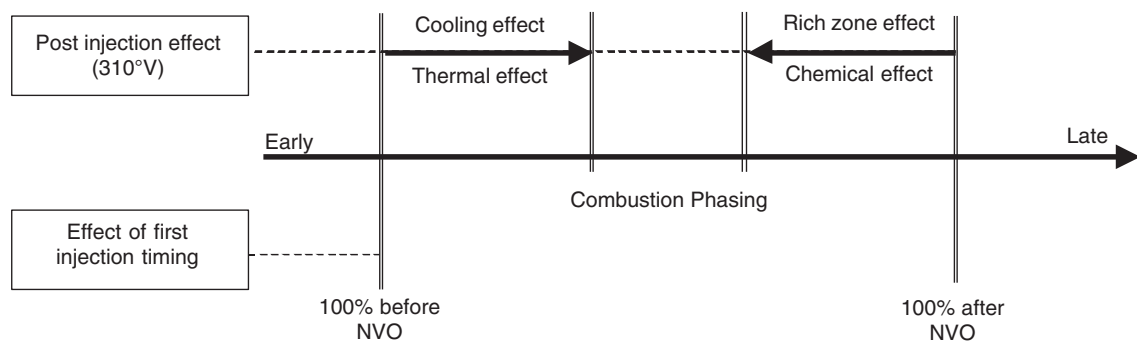 Post injection effect
(310°V)
Cooling effect
Thermal effect
Rich zone effect
Chemical effect
Early
Late
Combustion Phasing
Effect of first
injection timing
100% before
NVO
100% after
NVO